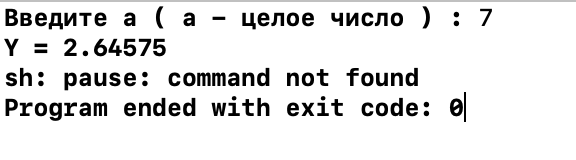 Введите a ( a – целое число ) : 7
Y = 2.64575
sh: pause: command not found
Program ended with exit code: 0